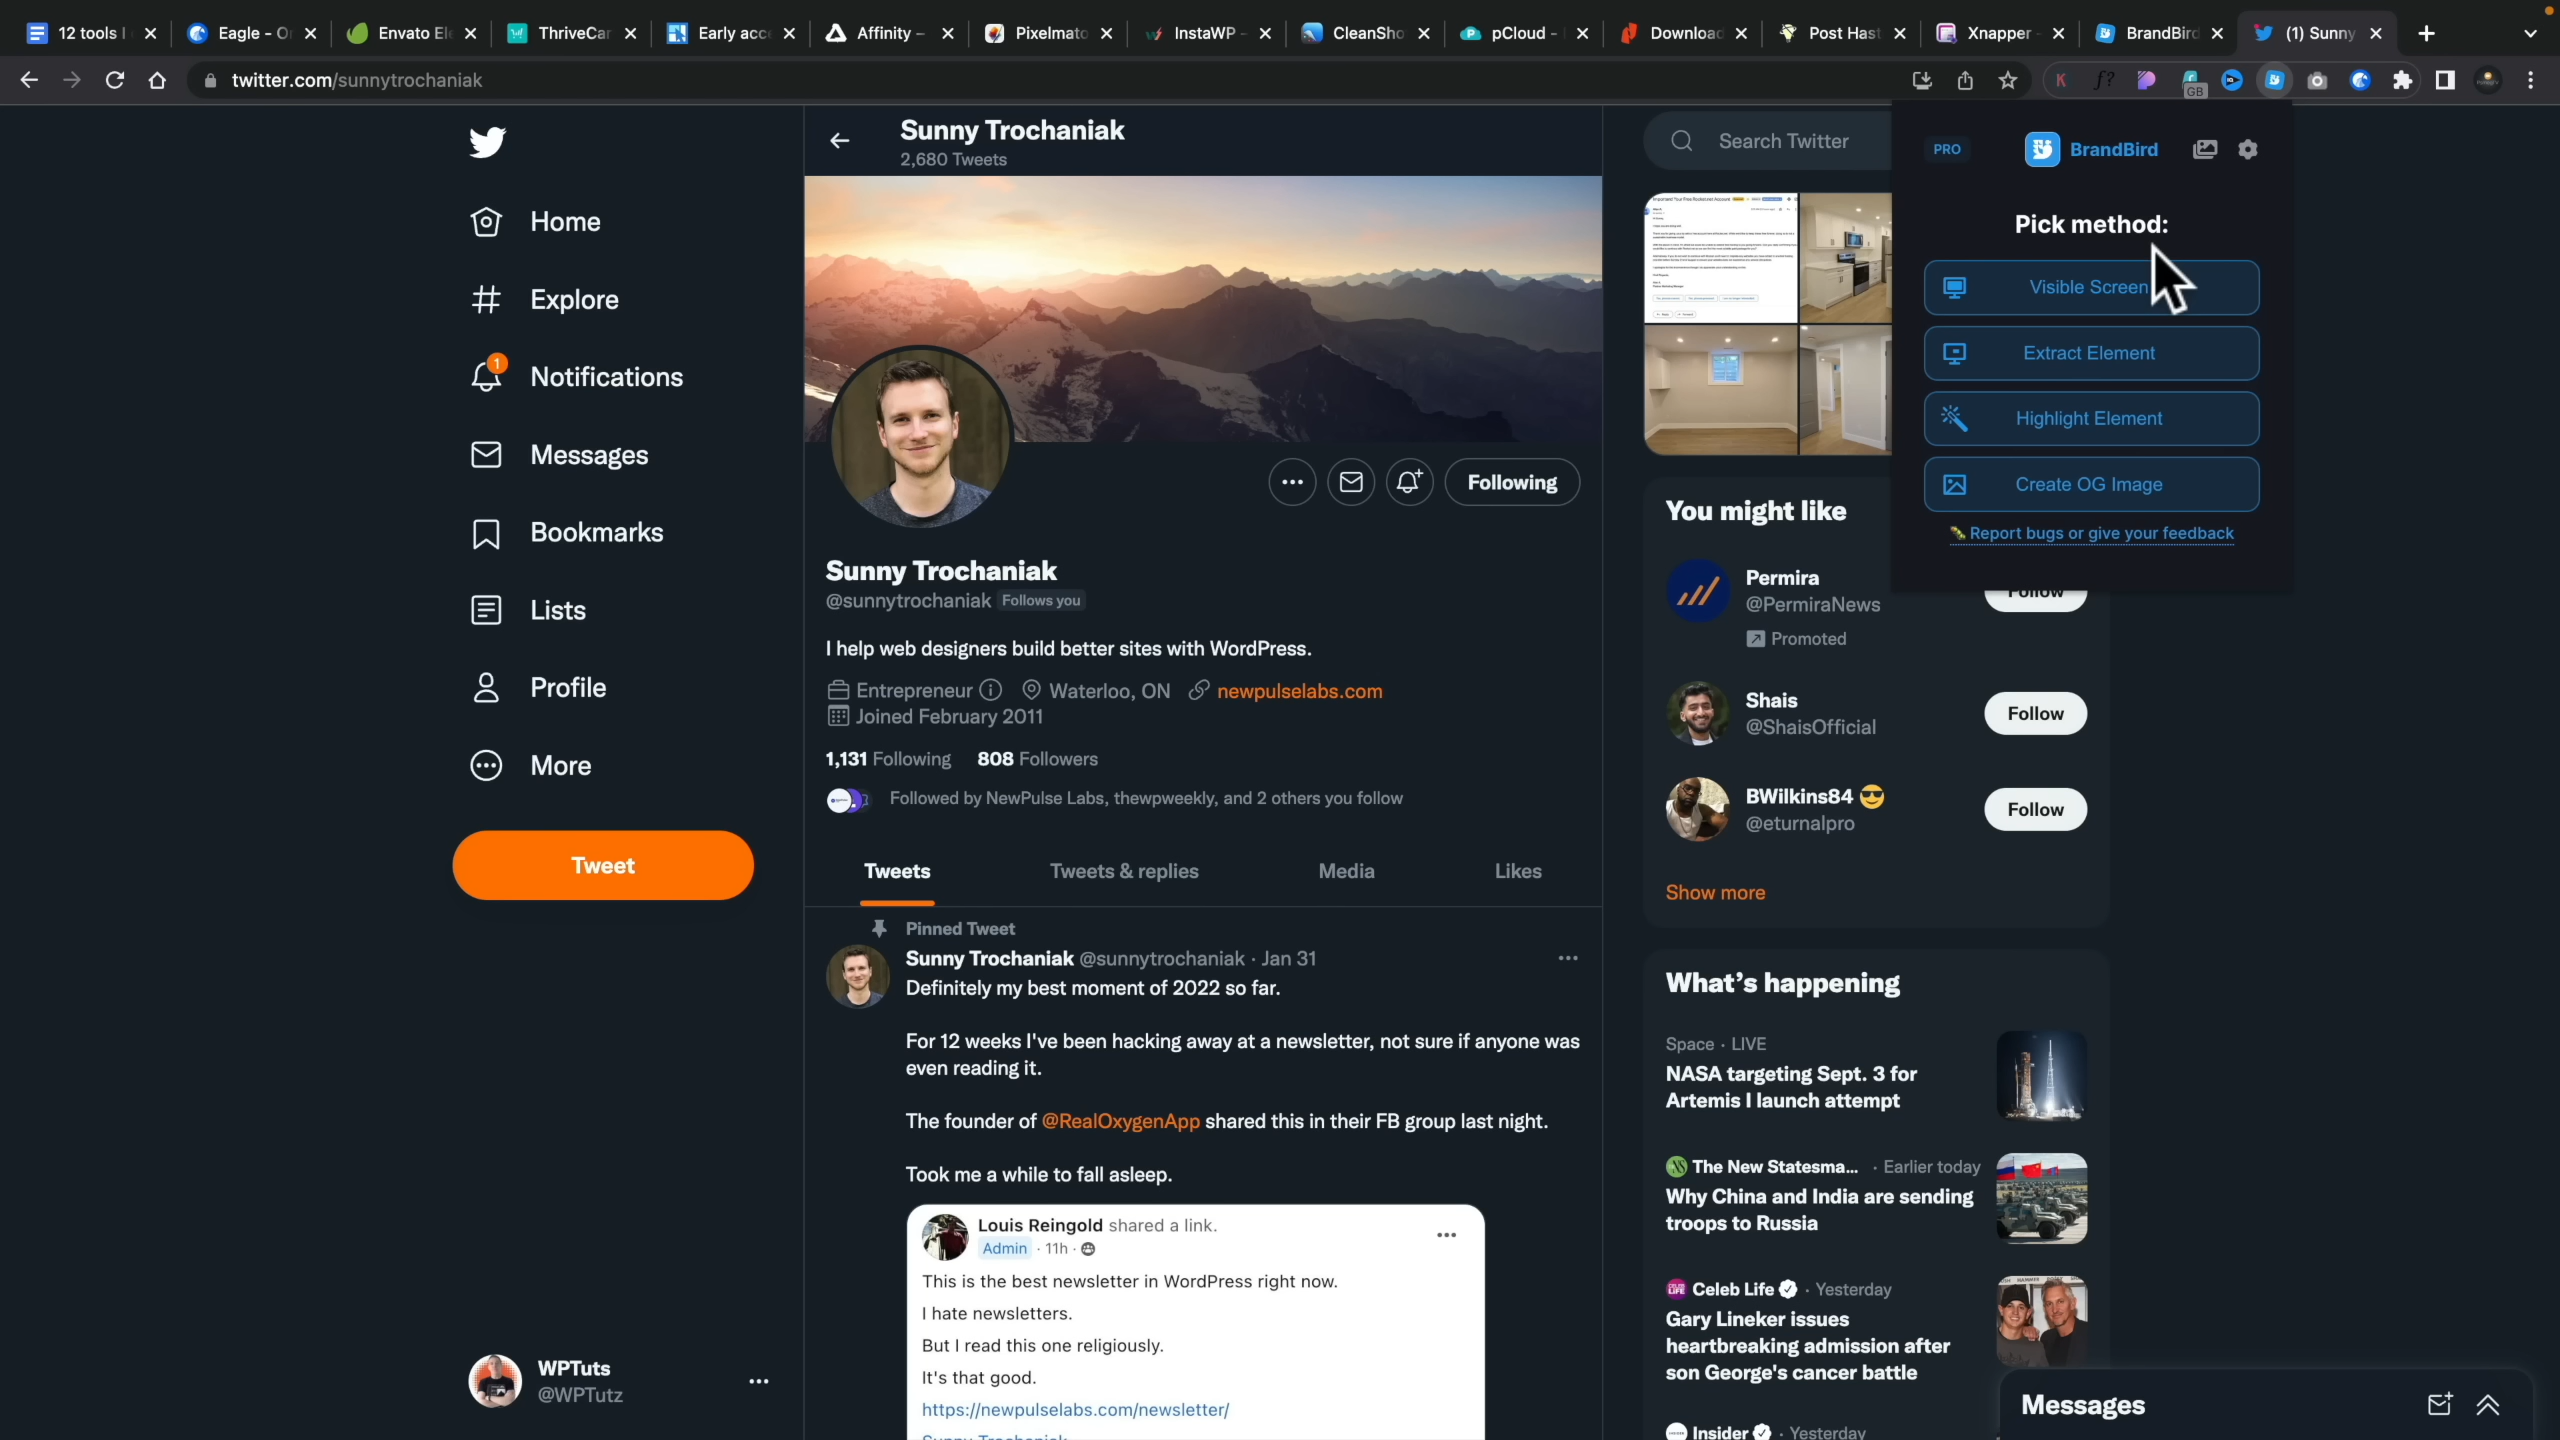 12 tools I
Eagle - O
Envato Ele
ThriveCar
Early acce
Affinity –
Pixelmato
InstaWP -
CleanSho
pCloud -
Download
Post Hast
Xnapper
BrandBird
(1) Sunny
twitter.com/sunnytrochaniak
GB
Home
Explore
1
Notifications
Messages
Bookmarks
Lists
Profile
More
Tweet
WPTuts
@WPTutz
Sunny Trochaniak
2,680 Tweets
Following
Sunny Trochaniak
@sunnytrochaniak Follows you
I help web designers build better sites with WordPress.
Entrepreneur Waterloo, ON newpulselabs.com
Joined February 2011
1,131 Following 808 Followers
Followed by NewPulse Labs, thewpweekly, and 2 others you follow
Tweets Tweets & replies Media Likes
Pinned Tweet
Sunny Trochaniak @sunnytrochaniak · Jan 31
Definitely my best moment of 2022 so far.
For 12 weeks I've been hacking away at a newsletter, not sure if anyone was
even reading it.
The founder of @RealOxygenApp shared this in their FB group last night.
Took me a while to fall asleep.
Louis Reingold shared a link.
Admin · 11h ·
This is the best newsletter in WordPress right now.
I hate newsletters.
But I read this one religiously.
It's that good.
https://newpulselabs.com/newsletter/
Sunny Trochaniak
Search Twitter
PRO
BrandBird
Pick method:
Visible Screen
Extract Element
Highlight Element
Create OG Image
Report bugs or give your feedback
You might like
Permira
@PermiraNews
Promoted
Follow
Shais
@ShaisOfficial
Follow
BWilkins84 😎
@eturnalpro
Follow
Show more
What's happening
Space · LIVE
NASA targeting Sept. 3 for
Artemis I launch attempt
The New Statesma... · Earlier today
Why China and India are sending
troops to Russia
Celeb Life · Yesterday
Gary Lineker issues
heartbreaking admission after
son George's cancer battle
Insider · Yesterday
Messages